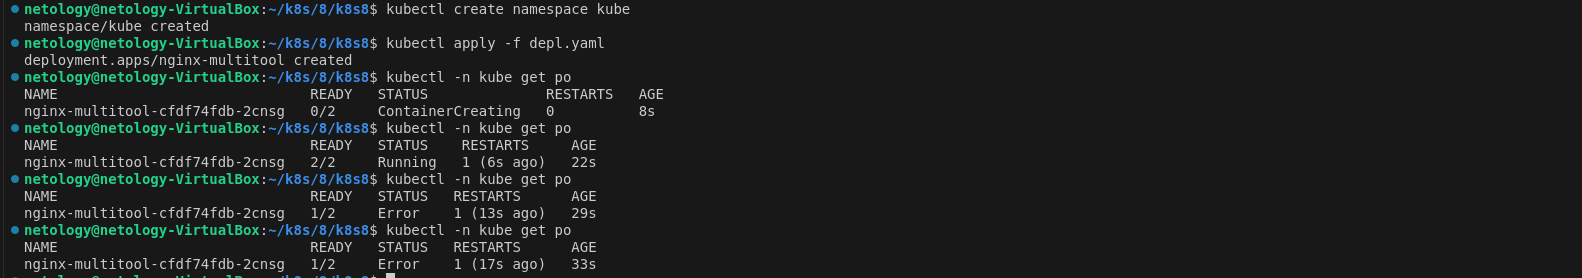 netology@netology-VirtualBox:~/k8s/8/k8s8$ kubectl create namespace kube
namespace/kube created
netology@netology-VirtualBox:~/k8s/8/k8s8$ kubectl apply -f depl.yaml
deployment.apps/nginx-multitool created
netology@netology-VirtualBox:~/k8s/8/k8s8$ kubectl -n kube get po
NAME                              READY   STATUS              RESTARTS   AGE
nginx-multitool-cfdf74fdb-2cnsg   0/2     ContainerCreating   0          8s
netology@netology-VirtualBox:~/k8s/8/k8s8$ kubectl -n kube get po
NAME                              READY   STATUS    RESTARTS     AGE
nginx-multitool-cfdf74fdb-2cnsg   2/2     Running   1 (6s ago)   22s
netology@netology-VirtualBox:~/k8s/8/k8s8$ kubectl -n kube get po
NAME                              READY   STATUS   RESTARTS      AGE
nginx-multitool-cfdf74fdb-2cnsg   1/2     Error    1 (13s ago)   29s
netology@netology-VirtualBox:~/k8s/8/k8s8$ kubectl -n kube get po
NAME                              READY   STATUS   RESTARTS      AGE
nginx-multitool-cfdf74fdb-2cnsg   1/2     Error    1 (17s ago)   33s